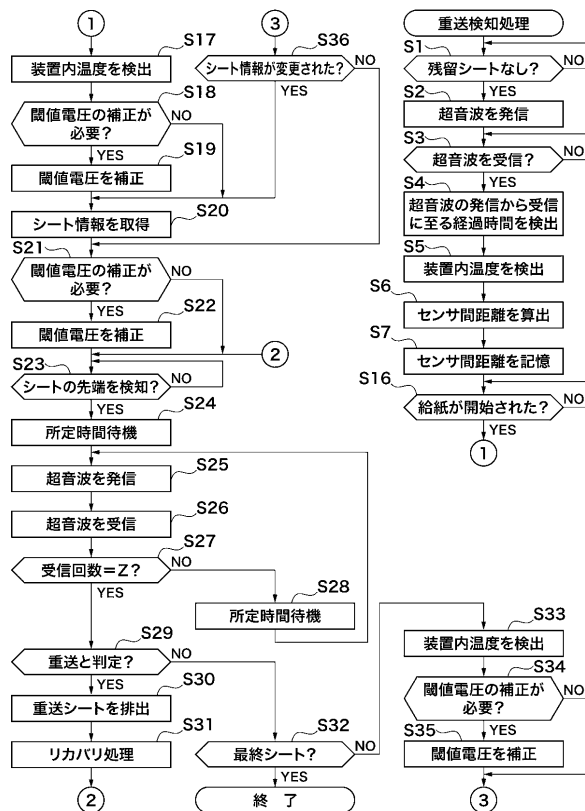 重送検知処理
S1
残留シートなし?
NO
YES
S2
超音波を発信
S3
超音波を受信?
NO
YES
S4
超音波の発信から受信
に至る経過時間を検出
S5
装置内温度を検出
S6
センサ間距離を算出
S7
センサ間距離を記憶
S16
給紙が開始された?
NO
YES
1
1
S17
装置内温度を検出
S18
閾値電圧の補正が
必要?
NO
YES
S19
閾値電圧を補正
3
S36
シート情報が変更された?
NO
YES
S20
シート情報を取得
S21
閾値電圧の補正が
必要?
NO
YES
S22
閾値電圧を補正
2
S23
シートの先端を検知?
NO
YES
S24
所定時間待機
S25
超音波を発信
S26
超音波を受信
S27
受信回数=Z?
NO
YES
S28
所定時間待機
S29
重送と判定?
NO
YES
S30
重送シートを排出
S31
リカバリ処理
2
S32
最終シート?
NO
YES
終 了
S33
装置内温度を検出
S34
閾値電圧の補正が
必要?
NO
YES
S35
閾値電圧を補正
3